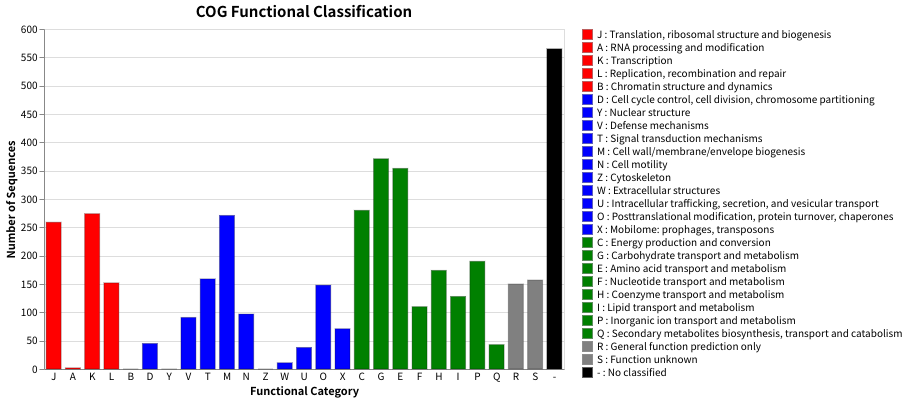 COG Functional Classification
600
550
500
450
400
350
300
250
200
150
100
50
0
Number of Sequences
J A K L B D Y V T M N Z W U O X C G E F H I P Q R S -
Functional Category
J : Translation, ribosomal structure and biogenesis
A : RNA processing and modification
K : Transcription
L : Replication, recombination and repair
B : Chromatin structure and dynamics
D : Cell cycle control, cell division, chromosome partitioning
Y : Nuclear structure
V : Defense mechanisms
T : Signal transduction mechanisms
M : Cell wall/membrane/envelope biogenesis
N : Cell motility
Z : Cytoskeleton
W : Extracellular structures
U : Intracellular trafficking, secretion, and vesicular transport
O : Posttranslational modification, protein turnover, chaperones
X : Mobilome: prophages, transposons
C : Energy production and conversion
G : Carbohydrate transport and metabolism
E : Amino acid transport and metabolism
F : Nucleotide transport and metabolism
H : Coenzyme transport and metabolism
I : Lipid transport and metabolism
P : Inorganic ion transport and metabolism
Q : Secondary metabolites biosynthesis, transport and catabolism
R : General function prediction only
S : Function unknown
- : No classified